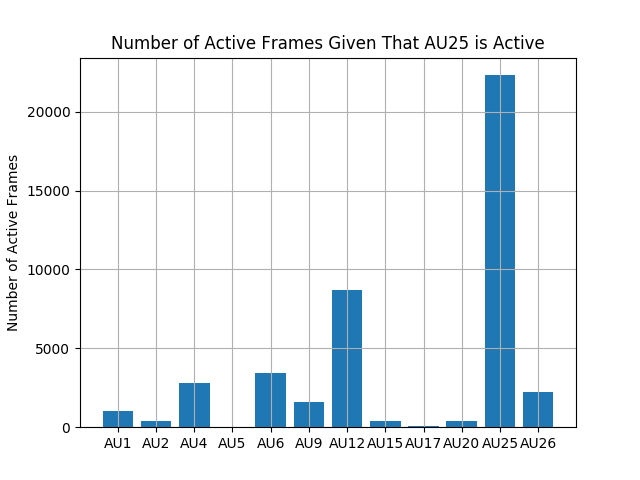 Number of Active Frames Given That AU25 is Active
Number of Active Frames
20000
15000
10000
5000
0
AU1 AU2 AU4 AU5 AU6 AU9 AU12 AU15 AU17 AU20 AU25 AU26